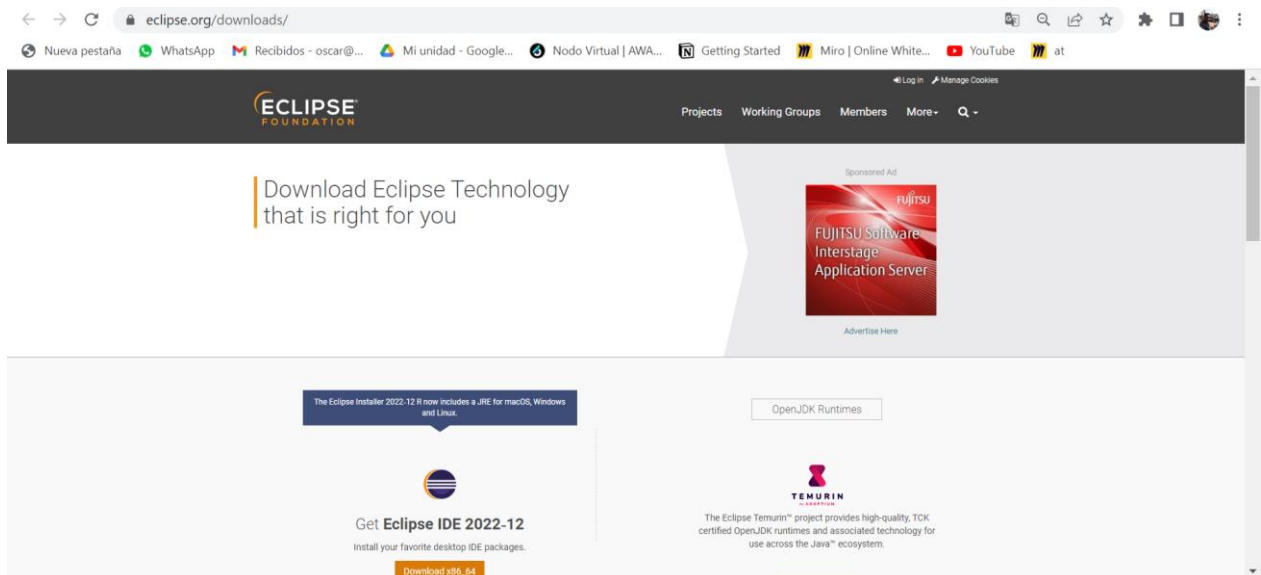 eclipse.org/downloads/
Nueva pestaña WhatsApp Recibidos - oscar@... Mi unidad - Google... Nodo Virtual | AWA... Getting Started Miro | Online White... YouTube at
Log in Manage Cookies
ECLIPSE
FOUNDATION
Projects Working Groups Members More
Download Eclipse Technology
that is right for you
Sponsored Ad
FUJITSU
FUJITSU Software
Interstage
Application Server
Advertise Here
The Eclipse Installer 2022-12 R now includes a JRE for macOS, Windows
and Linux.
Get Eclipse IDE 2022-12
Install your favorite desktop IDE packages.
Download x86_64
OpenJDK Runtimes
TEMURIN
by ADOPTIUM
The Eclipse Temurin™ project provides high-quality, TCK
certified OpenJDK runtimes and associated technology for
use across the Java™ ecosystem.